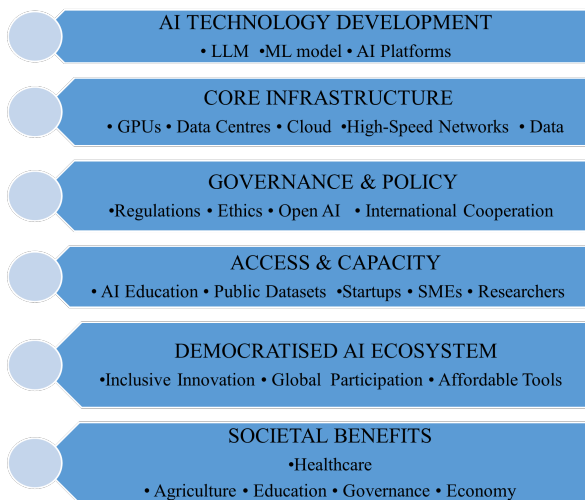 AI TECHNOLOGY DEVELOPMENT
• LLM •ML model • AI Platforms
CORE INFRASTRUCTURE
• GPUs • Data Centres • Cloud •High-Speed Networks • Data
GOVERNANCE & POLICY
•Regulations • Ethics • Open AI • International Cooperation
ACCESS & CAPACITY
• AI Education • Public Datasets •Startups • SMEs • Researchers
DEMOCRATISED AI ECOSYSTEM
•Inclusive Innovation • Global Participation • Affordable Tools
SOCIETAL BENEFITS
•Healthcare
• Agriculture • Education • Governance • Economy